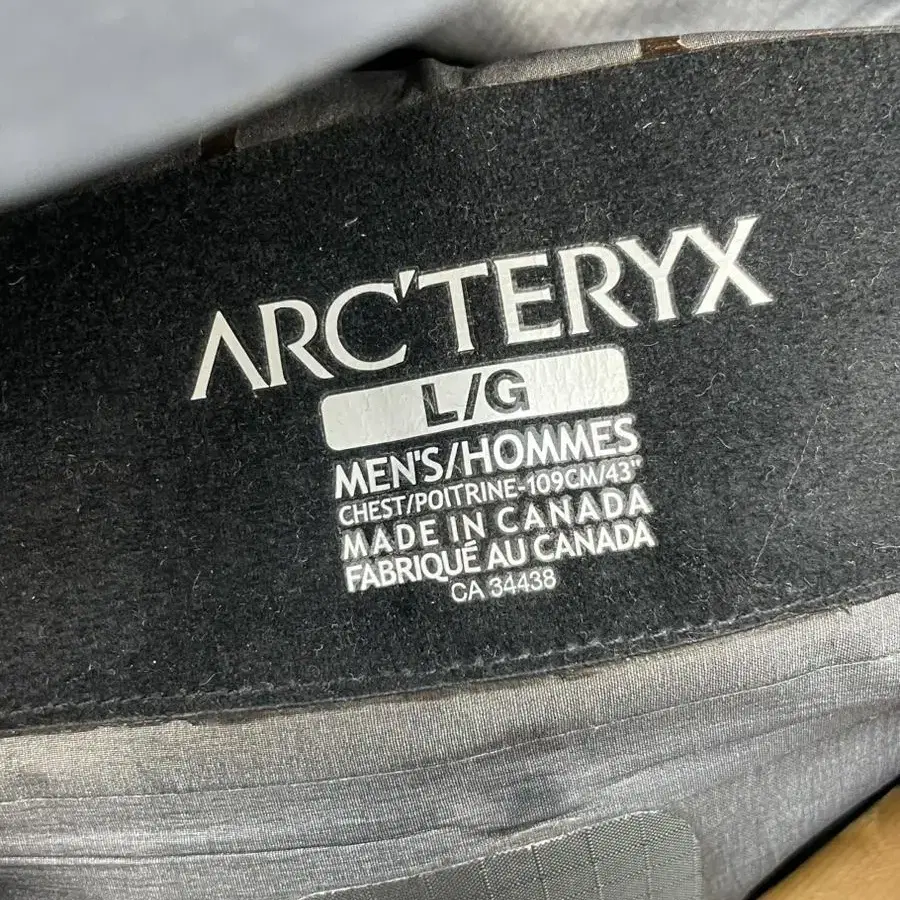 ARC'TERYX
L/G
MEN'S/HOMMES
CHEST/POITRINE-109CM/43"
MADE IN CANADA
FABRIQUÉ AU CANADA
CA 34438